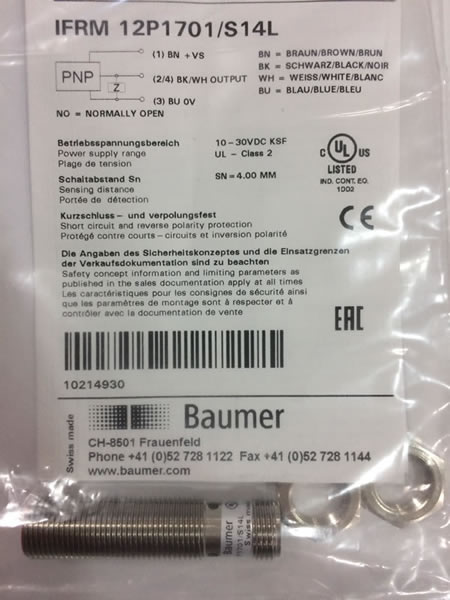 IFRM 12P1701/S14L
PNP
Z
(1) BN +VS
(2/4) BK/WH OUTPUT
(3) BU 0V
NO = NORMALLY OPEN
BN = BRAUN/BROWN/BRUN
BK = SCHWARZ/BLACK/NOIR
WH = WEISS/WHITE/BLANC
BU = BLAU/BLUE/BLEU
Betriebsspannungsbereich
Power supply range
Plage de tension
10-30VDC KSF
UL - Class 2
Schaltabstand Sn
Sensing distance
Portée de détection
SN=4.00 MM
C UL US
LISTED
IND. CONT. EQ.
1D02
Kurzschluss - und verpolungsfest
Short circuit and reverse polarity protection
Protégé contre courts - circuits et inversion polarité
CE
Die Angaben des Sicherheitskonzeptes und die Einsatzgrenzen
der Verkaufsdokumentation sind zu beachten
Safety concept information and limiting parameters as
published in the sales documentation apply at all times
Les caractéristiques pour les consignes de sécurité ainsi
que les paramètres de montage sont à respecter et à
contrôler avec la documentation de vente
EAC
10214930
Swiss made
Baumer
CH-8501 Frauenfeld
Phone +41 (0)52 728 1122 Fax +41 (0)52 728 1144
www.baumer.com
Baumer
1701/S14L
Swiss